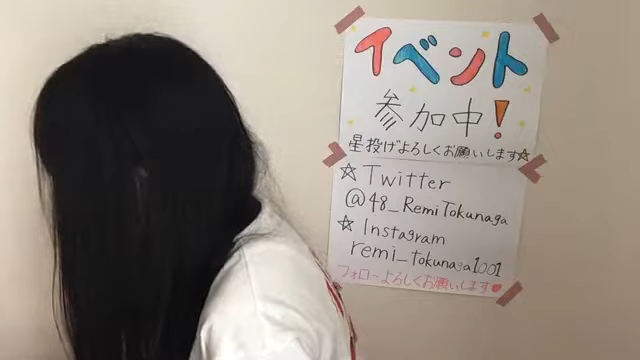 イベント
参加中!
星投げよろしくお願いします☆
☆Twitter
@48_RemiTokunaga
☆Instagram
remi_tokunaga1001
フォローよろしくお願いします♥